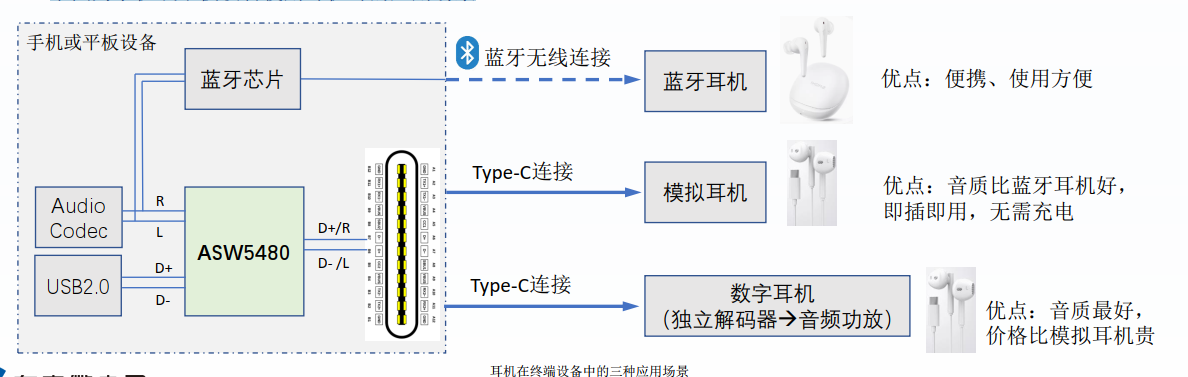 手机或平板设备
蓝牙芯片
蓝牙无线连接
蓝牙耳机
优点：便携、使用方便
Type-C连接
模拟耳机
优点：音质比蓝牙耳机好，
即插即用，无需充电
Audio
Codec
R
L
ASW5480
D+/R
D- /L
USB2.0
D+
D-
Type-C连接
数字耳机
（独立解码器→音频功放）
优点：音质最好，
价格比模拟耳机贵
耳机在终端设备中的三种应用场景